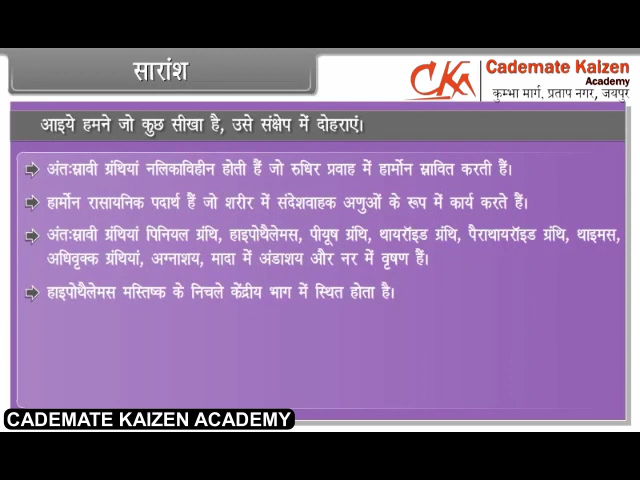 सारांश
CKA
Cademate Kaizen
Academy
कुम्भा मार्ग, प्रताप नगर, जयपुर
आइये हमने जो कुछ सीखा है, उसे संक्षेप में दोहराएं।
अंतःस्रावी ग्रंथियां नलिकाविहीन होती हैं जो रुधिर प्रवाह में हार्मोन स्रावित करती हैं।
हार्मोन रासायनिक पदार्थ हैं जो शरीर में संदेशवाहक अणुओं के रूप में कार्य करते हैं।
अंतःस्रावी ग्रंथियां पिनियल ग्रंथि, हाइपोथैलेमस, पीयूष ग्रंथि, थायरॉइड ग्रंथि, पैराथायरॉइड ग्रंथि, थाइमस,
अधिवृक्क ग्रंथियां, अग्नाशय, मादा में अंडाशय और नर में वृषण हैं।
हाइपोथैलेमस मस्तिष्क के निचले केंद्रीय भाग में स्थित होता है।
CADEMATE KAIZEN ACADEMY